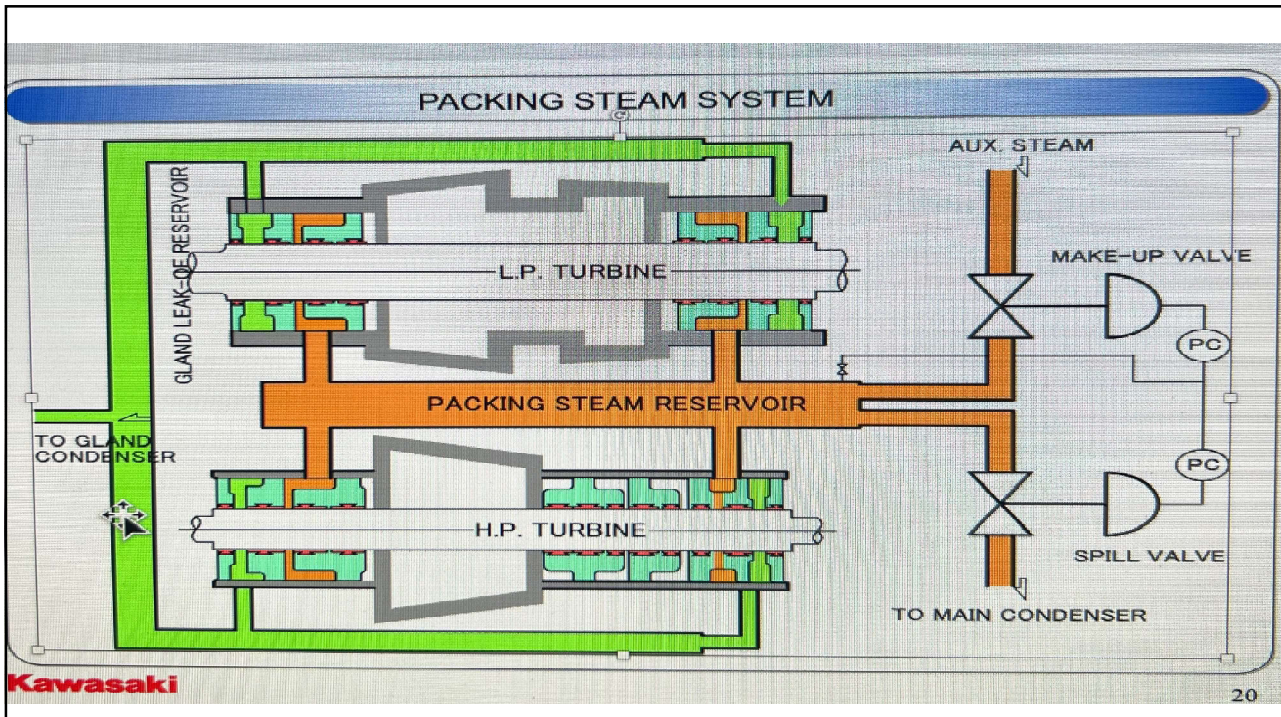 PACKING STEAM SYSTEM
AUX. STEAM
GLAND LEAK-OF RESERVOIR
L.P. TURBINE
MAKE-UP VALVE
PC
PACKING STEAM RESERVOIR
TO GLAND
CONDENSER
PC
H.P. TURBINE
SPILL VALVE
TO MAIN CONDENSER
Kawasaki
20